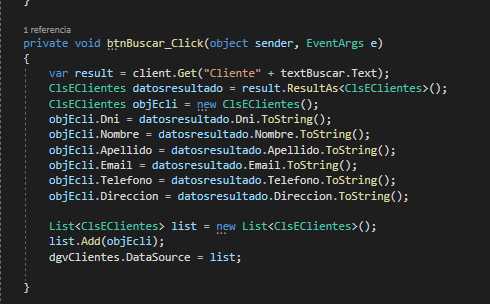 }
1 referencia
private void btnBuscar_Click(object sender, EventArgs e)
{
var result = client.Get("Cliente" + textBuscar.Text);
ClsEClientes datosresultado = result.ResultAs<ClsEClientes>();
ClsEClientes objEcli = new ClsEClientes();
objEcli.Dni = datosresultado.Dni.ToString();
objEcli.Nombre = datosresultado.Nombre.ToString();
objEcli.Apellido = datosresultado.Apellido.ToString();
objEcli.Email = datosresultado.Email.ToString();
objEcli.Telefono = datosresultado.Telefono.ToString();
objEcli.Direccion = datosresultado.Direccion.ToString();
List<ClsEClientes> list = new List<ClsEClientes>();
list.Add(objEcli);
dgvClientes.DataSource = list;
}